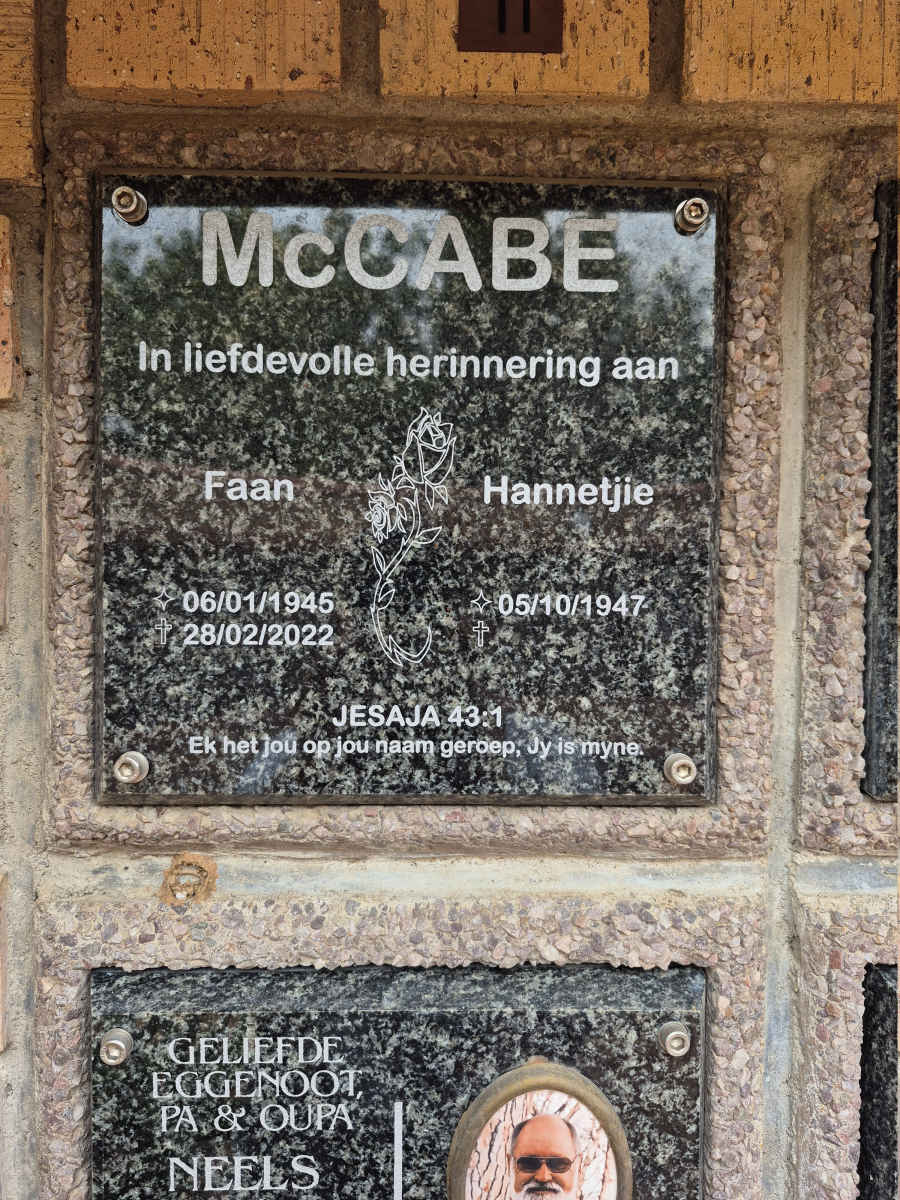 McCABE
In liefdevolle herinnering aan
Faan Hannetjie
06/01/1945 05/10/1947
28/02/2022
JESAJA 43:1
Ek het jou op jou naam geroep, Jy is myne.
GELIEFDE
EGGENOOT,
PA & OUPA
NEELS